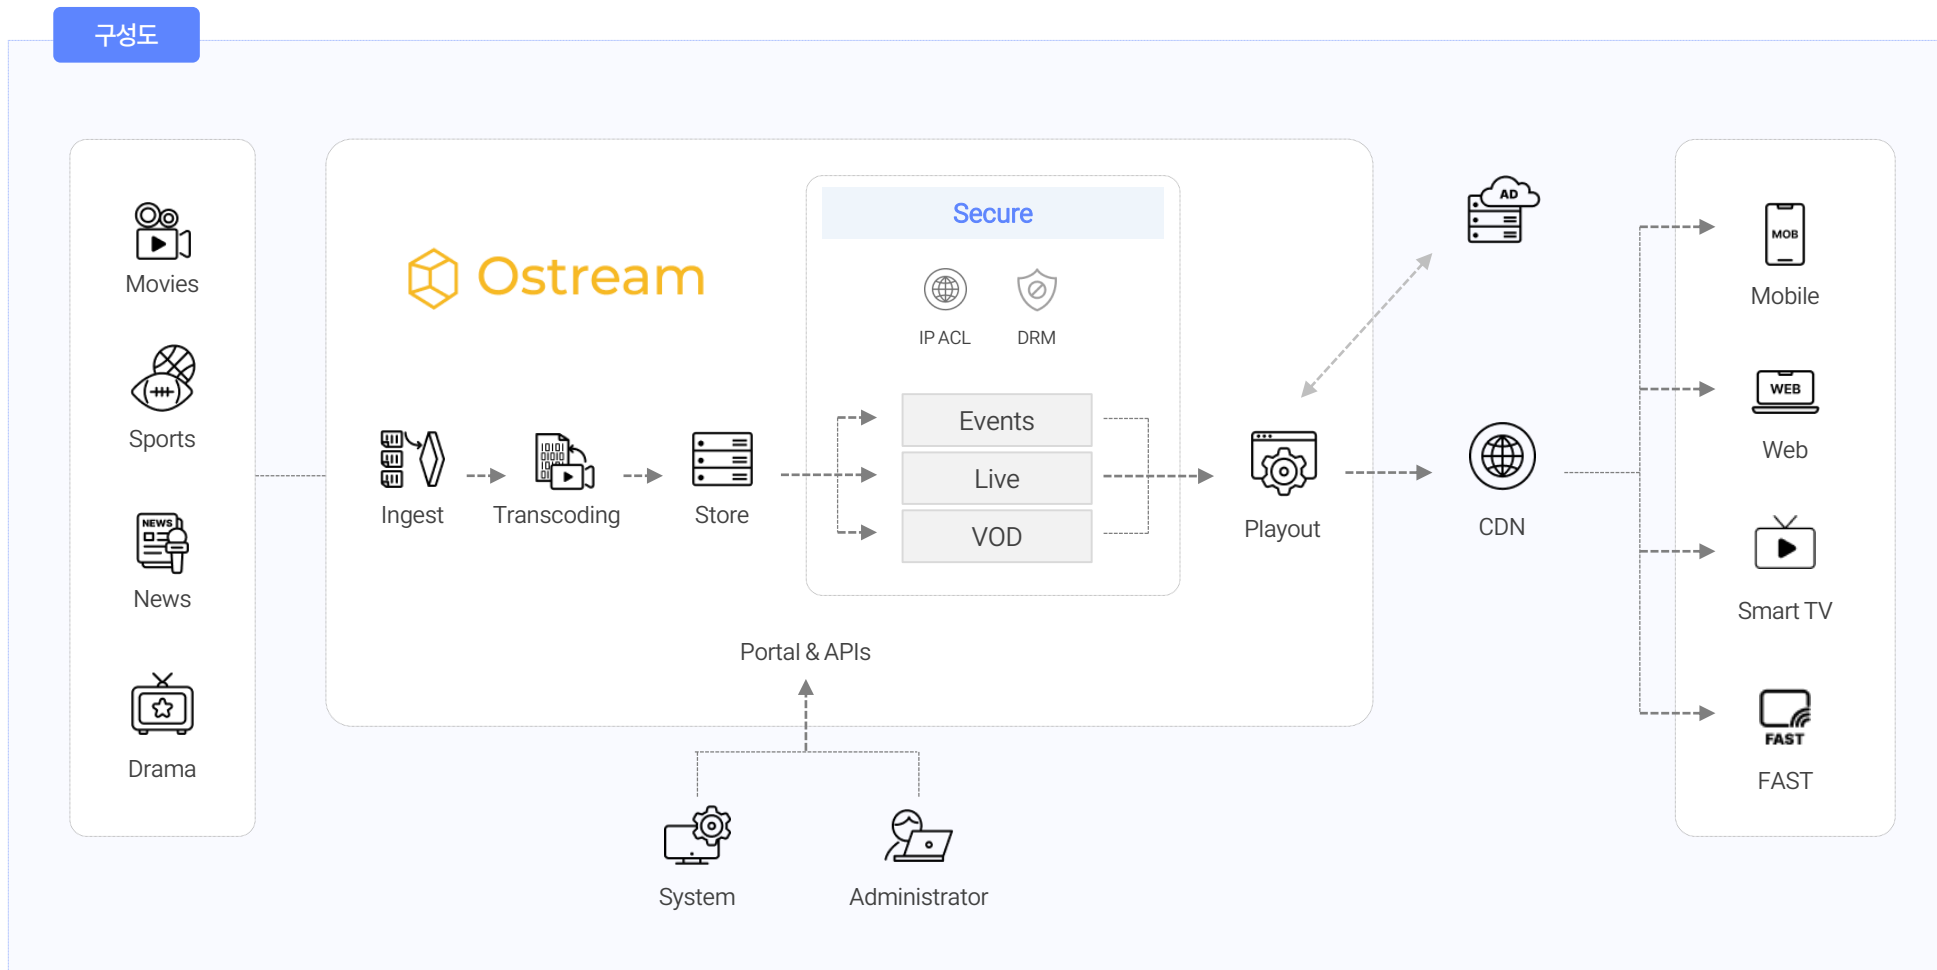 구성도
Movies
Sports
NEWS
News
Drama
Ostream
Secure
IP ACL
DRM
Events
Live
VOD
Ingest
Transcoding
Store
Playout
Portal & APIs
System
Administrator
AD
CDN
MOB
Mobile
WEB
Web
Smart TV
FAST
FAST